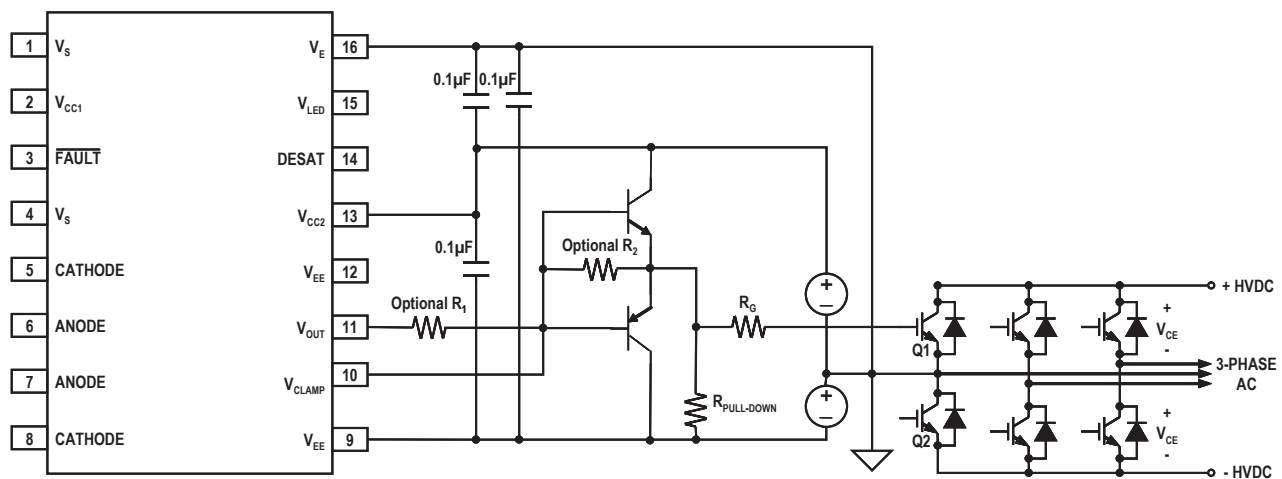 1 V_S
2 V_CC1
3 FAULT
4 V_S
5 CATHODE
6 ANODE
7 ANODE
8 CATHODE
V_E 16
V_LED 15
DESAT 14
V_CC2 13
V_EE 12
V_OUT 11
V_CLAMP 10
V_EE 9
0.1µF 0.1µF
0.1µF
Optional R_1
Optional R_2
R_G
R_PULL-DOWN
+
–
+
–
Q1
Q2
+ HVDC
+
V_CE
-
3-PHASE
AC
+
V_CE
-
- HVDC